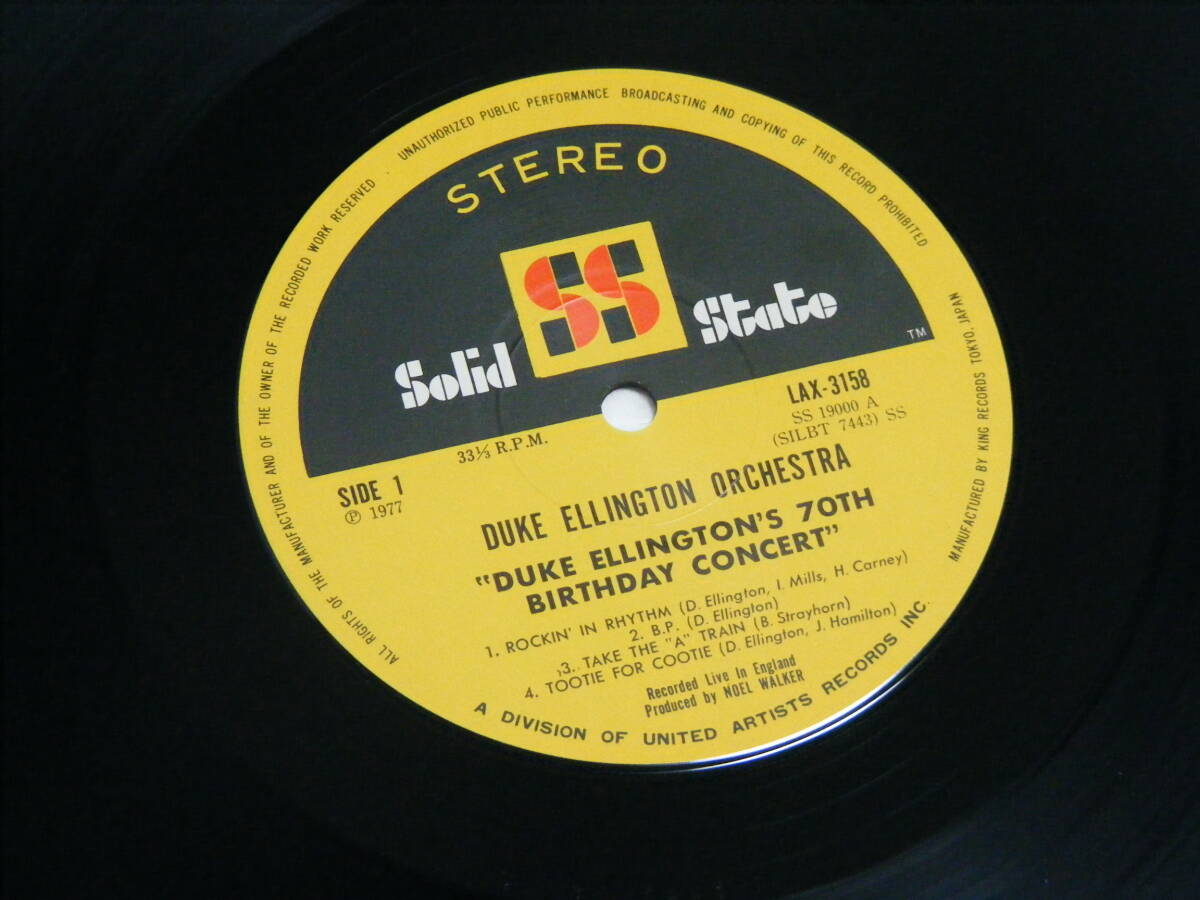 ALL RIGHTS OF THE MANUFACTURER AND OF THE OWNER OF THE RECORDED WORK RESERVED UNAUTHORIZED PUBLIC PERFORMANCE BROADCASTING AND COPYING OF THIS RECORD PROHIBITED
MANUFACTURED BY KING RECORDS TOKYO, JAPAN
STEREO
SS
Solid State
TM
33⅓ R.P.M.
LAX-3158
SS 19000 A
(SILBT 7443) SS
SIDE 1
Ⓟ 1977
DUKE ELLINGTON ORCHESTRA
"DUKE ELLINGTON'S 70TH
BIRTHDAY CONCERT"
1. ROCKIN' IN RHYTHM (D. Ellington, I. Mills, H. Carney)
2. B.P. (D. Ellington)
3. TAKE THE "A" TRAIN (B. Strayhorn)
4. TOOTIE FOR COOTIE (D. Ellington, J. Hamilton)
Recorded Live In England
Produced by NOEL WALKER
A DIVISION OF UNITED ARTISTS RECORDS INC.